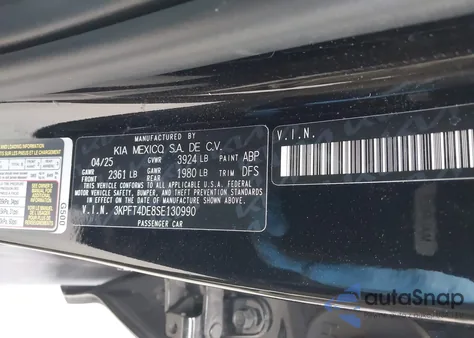 MANUFACTURED BY
KIA MEXICO S.A. DE C.V.
04/25 GVWR 3924 LB PAINT ABP
GAWR FRONT 2361 LB GAWR REAR 1980 LB TRIM DFS
THIS VEHICLE CONFORMS TO ALL APPLICABLE FEDERAL MOTOR
VEHICLE SAFETY, BUMPER, AND THEFT PREVENTION STANDARDS
IN EFFECT ON THE DATE OF MANUFACTURE SHOWN ABOVE.
V.I.N. 3KPFT4DE8SE130990
PASSENGER CAR
V.I.N.
G500
autoSnap